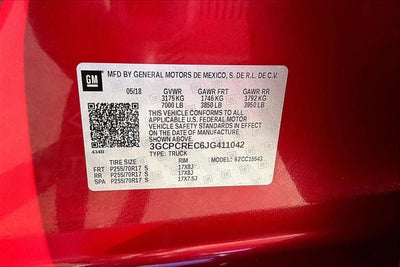 GM
MFD BY GENERAL MOTORS DE MEXICO, S. DE R.L. DE C.V.
05/18 GVWR GAWR FRT GAWR RR
3175 KG 1746 KG 1792 KG
7000 LB 3850 LB 3950 LB
THIS VEHICLE CONFORMS TO ALL
APPLICABLE U.S. FEDERAL MOTOR
VEHICLE SAFETY STANDARDS IN EFFECT
ON THE DATE OF MANUFACTURE
SHOWN ABOVE.
3GCPCREC6JG411042
434B TYPE: TRUCK
MODEL: 62CC15543
TIRE SIZE RIM
FRT P255/70R17 S 17X8J
RR P255/70R17 S 17X8J
SPA P255/70R17 S 17X7.5J